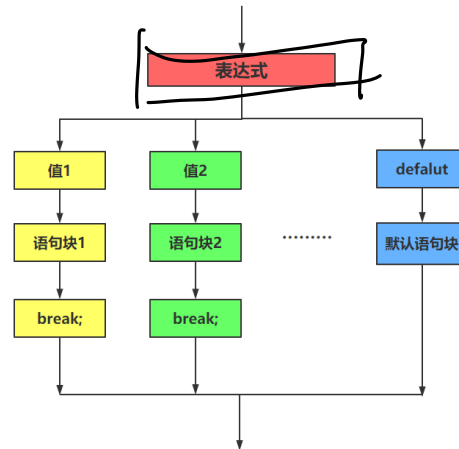 表达式
值1
值2
defalut
语句块1
语句块2
………
默认语句块
break;
break;